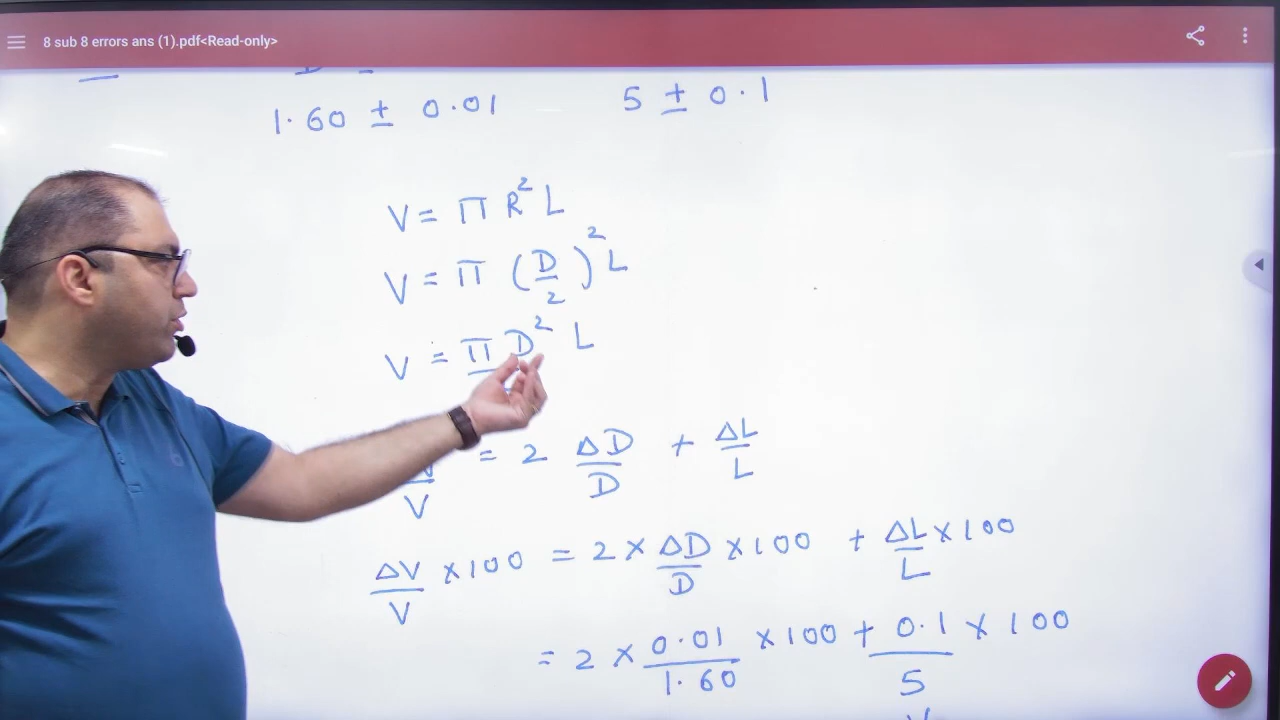 8 sub 8 errors ans (1).pdf<Read-only>
1.60 ± 0.01 5 ± 0.1
V = π R² L
V = π (D/2)² L
V = π D² L
V = 2 ΔD/D + ΔL/L
ΔV/V × 100 = 2 × ΔD/D × 100 + ΔL/L × 100
= 2 × 0.01/1.60 × 100 + 0.1/5 × 100